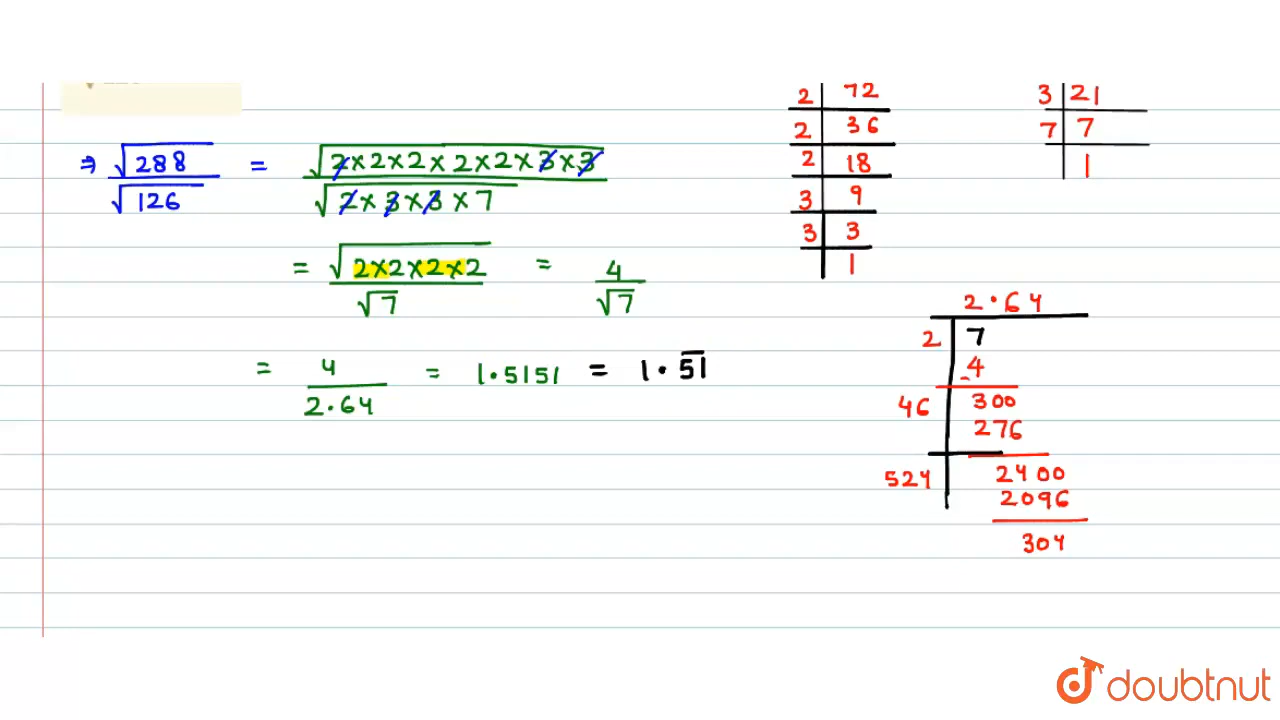 ⇒ √288 / √126 = √2×2×2×2×2×3×3 / √2×3×3×7
= √2×2×2×2 / √7 = 4 / √7
= 4 / 2.64 = 1.5151 = 1.5̅1̅
2 | 72
2 | 36
2 | 18
3 | 9
3 | 3
1
3 | 21
7 | 7
1
2.64
2 | 7
4
46 | 300
276
524 | 2400
2096
304
doubtnut